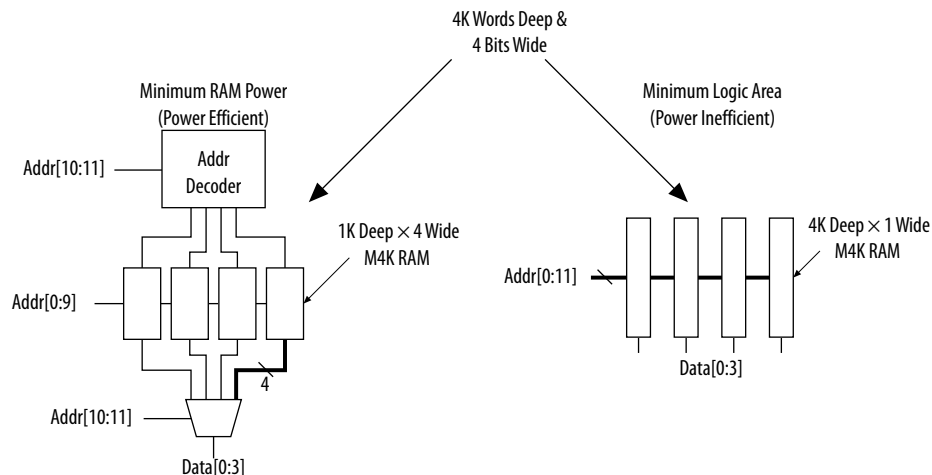 4K Words Deep &
4 Bits Wide
Minimum RAM Power
(Power Efficient)
Minimum Logic Area
(Power Inefficient)
Addr[10:11]
Addr
Decoder
1K Deep × 4 Wide
M4K RAM
4K Deep × 1 Wide
M4K RAM
Addr[0:9]
Addr[0:11]
4
Data[0:3]
Addr[10:11]
Data[0:3]